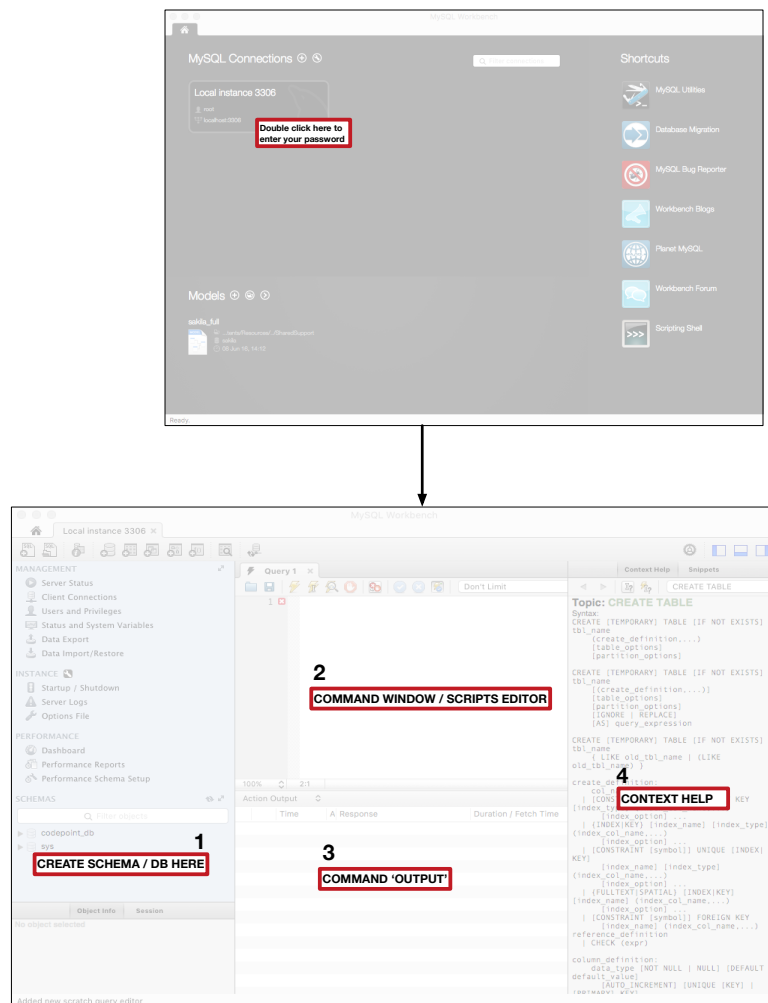 MySQL Workbench
MySQL Connections
Filter connections
Shortcuts
Local instance 3306
root
localhost:3306
Double click here to
enter your password
MySQL Utilities
Database Migration
MySQL Bug Reporter
Workbench Blogs
Planet MySQL
Workbench Forum
Scripting Shell
Models
sakila_full
sakila
Ready.
MySQL Workbench
Local instance 3306
MANAGEMENT
Server Status
Client Connections
Users and Privileges
Status and System Variables
Data Export
Data Import/Restore
INSTANCE
Startup / Shutdown
Server Logs
Options File
PERFORMANCE
Dashboard
Performance Reports
Performance Schema Setup
SCHEMAS
Filter objects
codepoint_db
sys
1
CREATE SCHEMA / DB HERE
Object Info Session
No object selected
Added new scratch query editor
Query 1
Don't Limit
1
2
COMMAND WINDOW / SCRIPTS EDITOR
100% 2:1
Action Output
Time A Response Duration / Fetch Time
3
COMMAND ‘OUTPUT’
Context Help Snippets
CREATE TABLE
Topic: CREATE TABLE
Syntax:
CREATE [TEMPORARY] TABLE [IF NOT EXISTS]
tbl_name
(create_definition,...)
[table_options]
[partition_options]
CREATE [TEMPORARY] TABLE [IF NOT EXISTS]
tbl_name
[(create_definition,...)]
[table_options]
[partition_options]
[IGNORE | REPLACE]
[AS] query_expression
CREATE [TEMPORARY] TABLE [IF NOT EXISTS]
tbl_name
{ LIKE old_tbl_name | (LIKE
old_tbl_name) }
4
CONTEXT HELP
KEY
[index_option] ...
| {INDEX|KEY} [index_name] [index_type]
(index_col_name,...)
[index_option] ...
| [CONSTRAINT [symbol]] UNIQUE [INDEX|
KEY]
[index_name] [index_type]
(index_col_name,...)
[index_option] ...
| {FULLTEXT|SPATIAL} [INDEX|KEY]
[index_name] (index_col_name,...)
[index_option] ...
| [CONSTRAINT [symbol]] FOREIGN KEY
[index_name] (index_col_name,...)
reference_definition
| CHECK (expr)
column_definition:
data_type [NOT NULL | NULL] [DEFAULT
default_value]
[AUTO_INCREMENT] [UNIQUE [KEY] |
[PRIMARY] KEY]